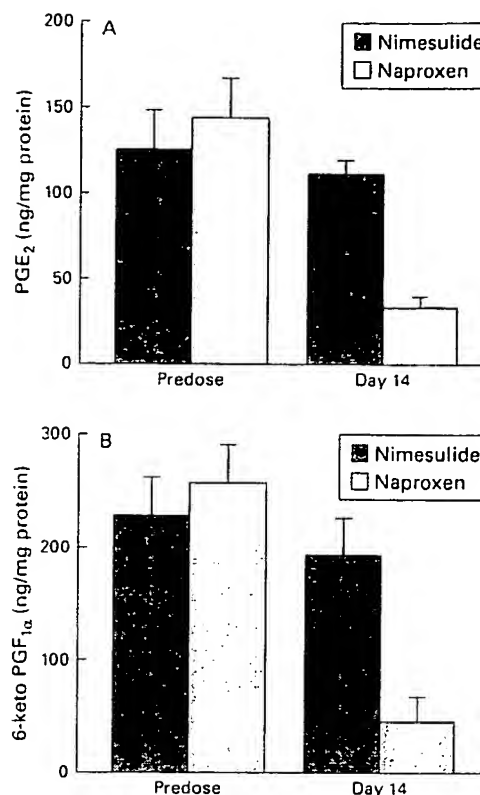 A
Nimesulide
Naproxen
PGE₂ (ng/mg protein)
200
150
100
50
0
Predose Day 14
B
Nimesulide
Naproxen
6-keto PGF₁α (ng/mg protein)
300
200
100
0
Predose Day 14